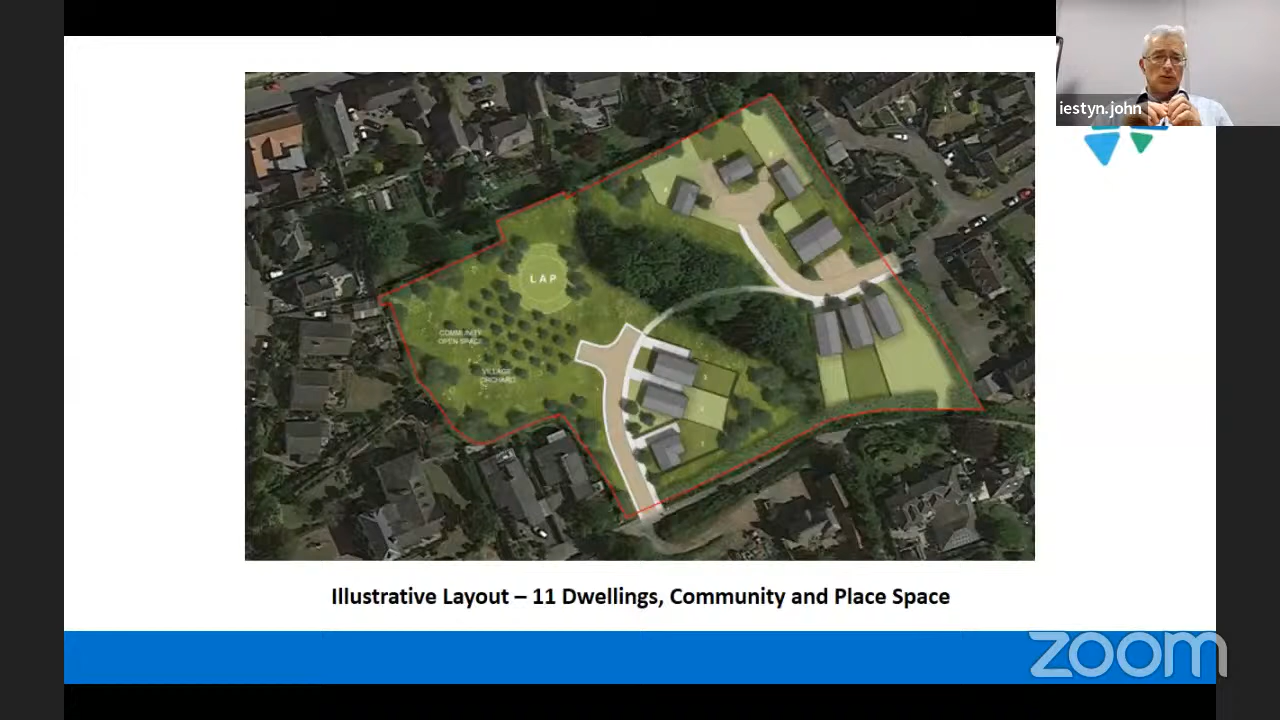 iestyn.john
LAP
COMMUNITY
OPEN SPACE
VILLAGE
ORCHARD
Illustrative Layout – 11 Dwellings, Community and Place Space
zoom